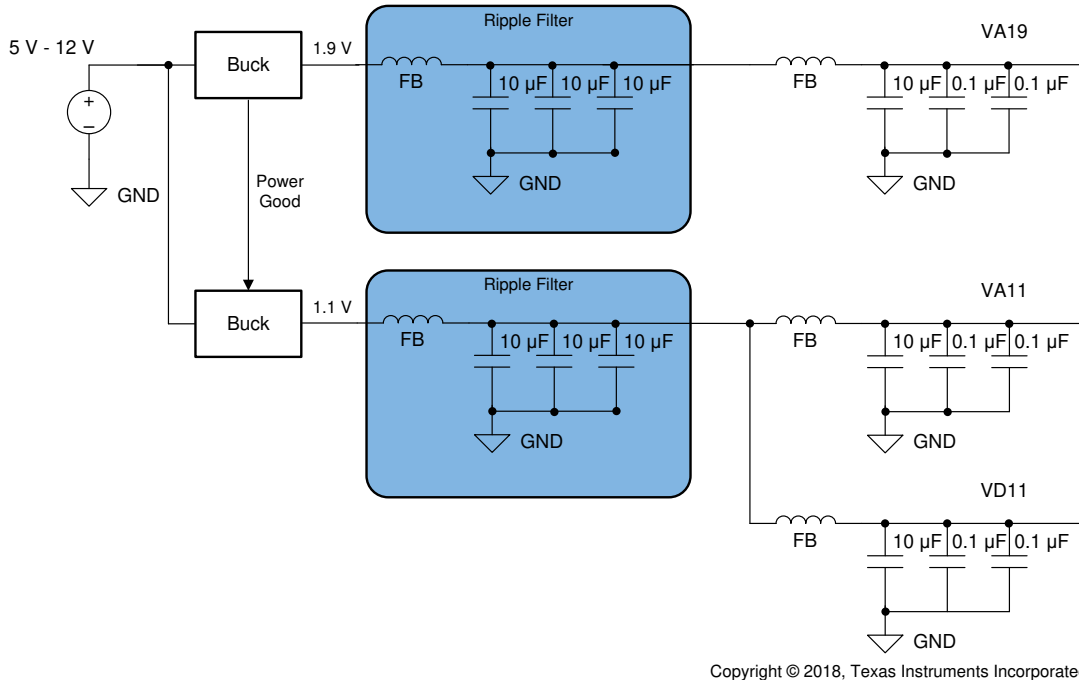 Ripple Filter
5 V - 12 V
Buck
1.9 V
VA19
FB
10 µF
10 µF
10 µF
FB
10 µF
0.1 µF
0.1 µF
+
–
GND
Power
Good
GND
GND
Ripple Filter
Buck
1.1 V
VA11
FB
10 µF
10 µF
10 µF
FB
10 µF
0.1 µF
0.1 µF
GND
GND
VD11
FB
10 µF
0.1 µF
0.1 µF
GND
Copyright © 2018, Texas Instruments Incorporate